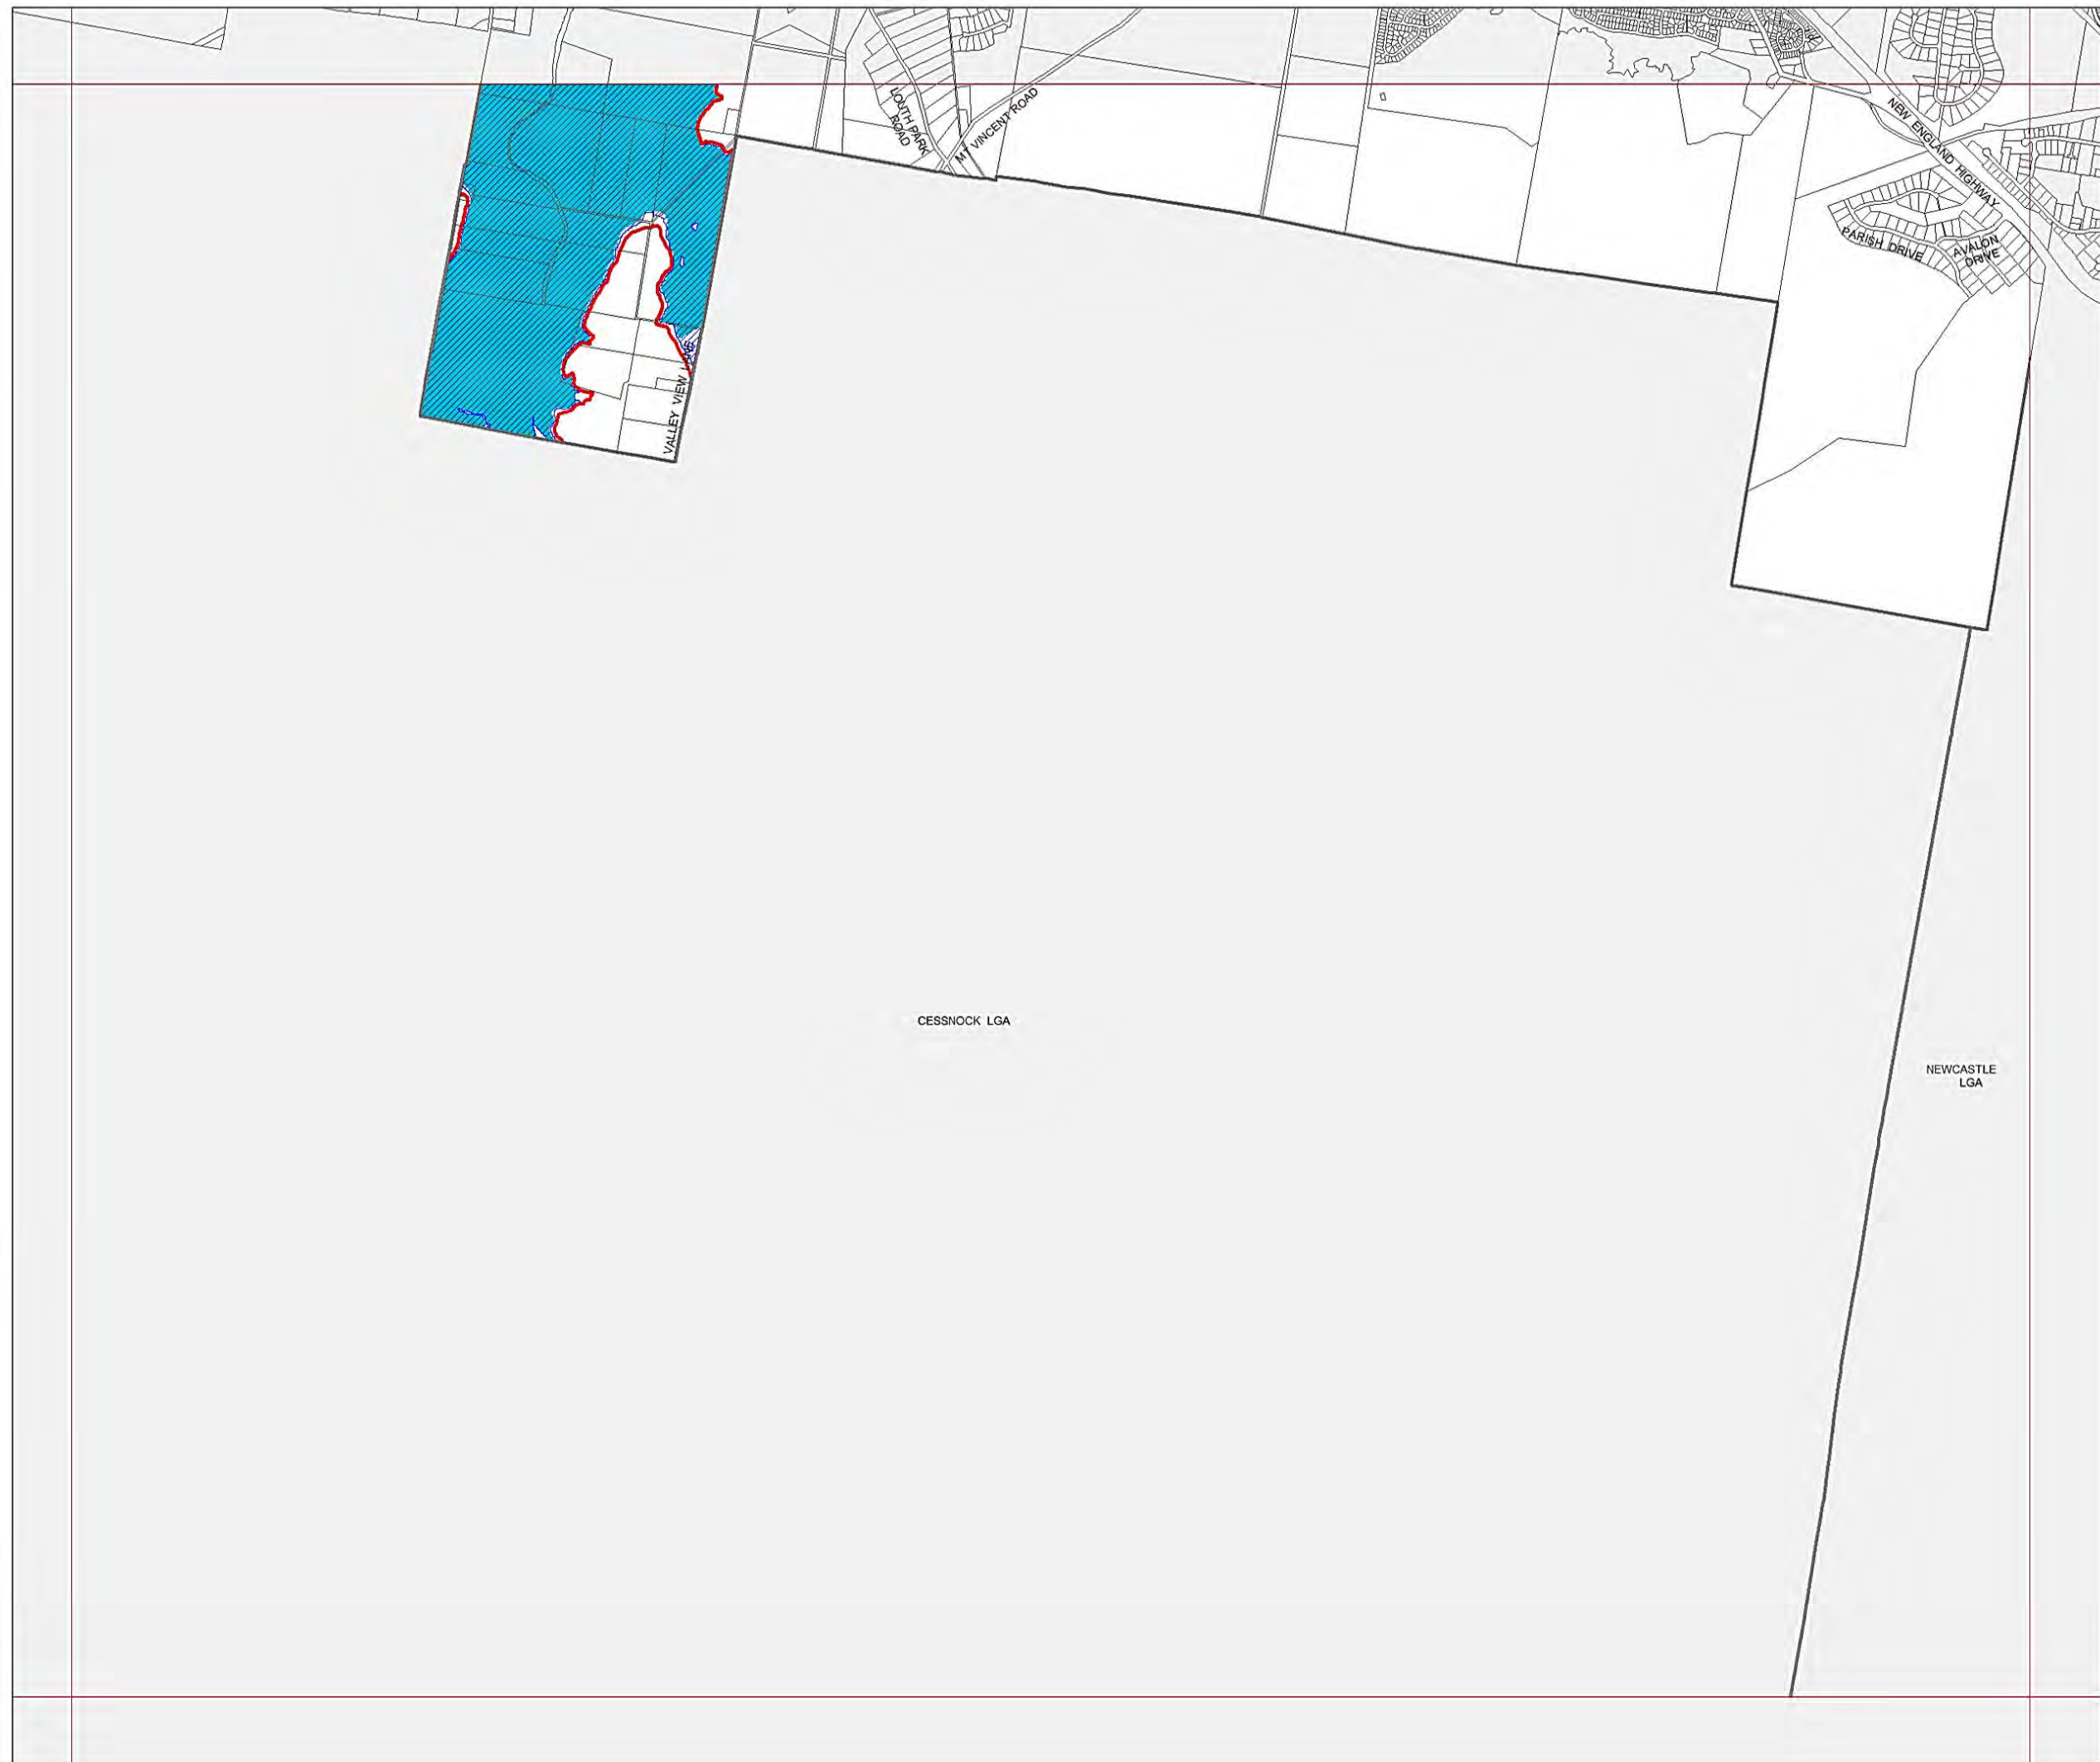 LOUTH PARK
ROAD
MT VINCENT ROAD
NEW ENGLAND HIGHWAY
PARISH DRIVE
AVALON
DRIVE
VALLEY VIEW LANE
CESSNOCK LGA
NEWCASTLE
LGA